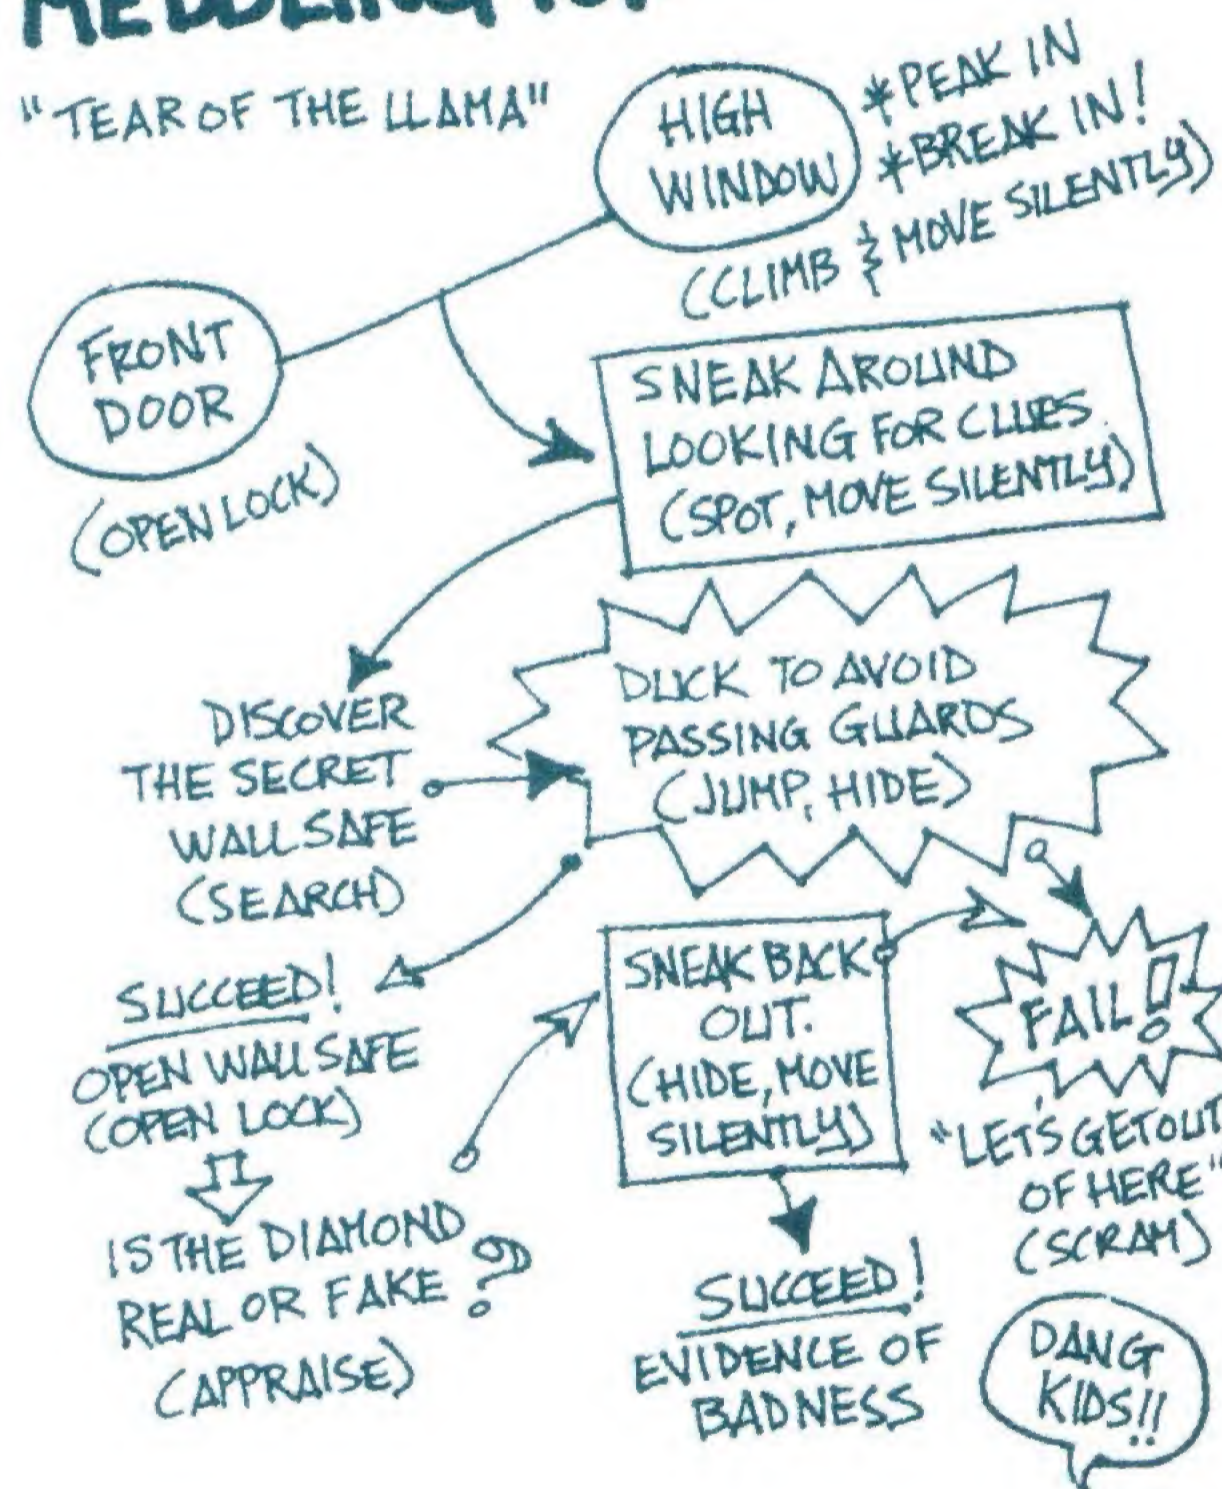 "TEAR OF THE LLAMA"
HIGH
WINDOW
*PEAK IN
*BREAK IN!
(CLIMB & MOVE SILENTLY)
FRONT
DOOR
(OPEN LOCK)
SNEAK AROUND
LOOKING FOR CLUES.
(SPOT, MOVE SILENTLY)
DISCOVER
THE SECRET
WALL SAFE
(SEARCH)
DUCK TO AVOID
PASSING GUARDS
(JUMP, HIDE)
SUCCEED!
OPEN WALL SAFE
(OPEN LOCK)
IS THE DIAMOND
REAL OR FAKE?
(APPRAISE)
SNEAK BACK
OUT.
(HIDE, MOVE
SILENTLY)
FAIL!
"LET'S GET OUT
OF HERE"
(SCRAM)
SUCCEED!
EVIDENCE OF
BADNESS
DANG
KIDS!!